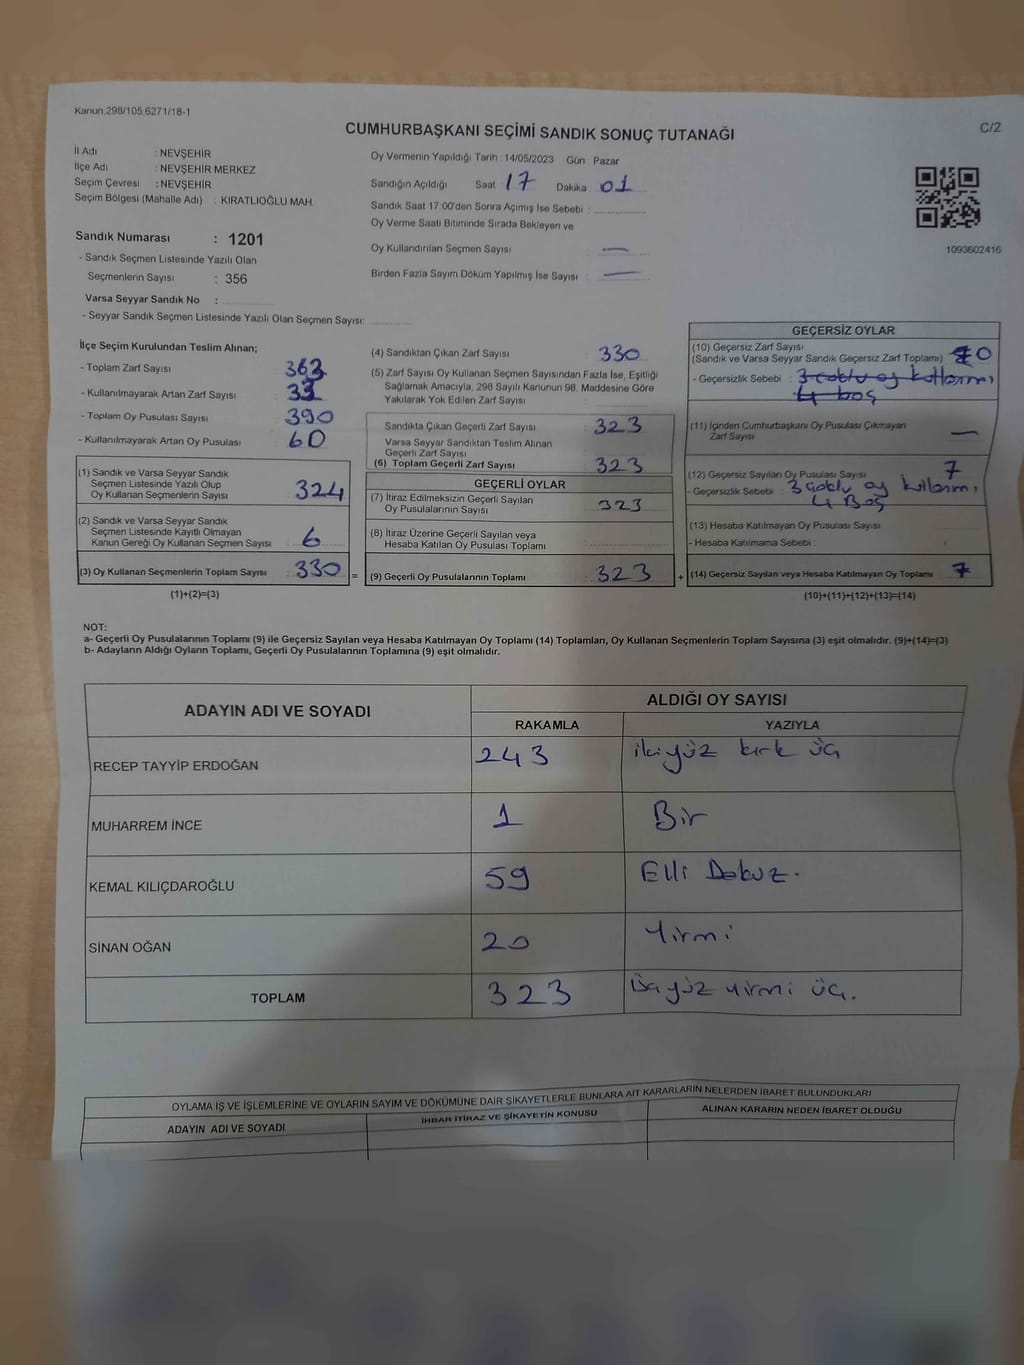 Kanun:298/105,6271/18-1
CUMHURBAŞKANI SEÇİMİ SANDIK SONUÇ TUTANAĞI
C/2
İl Adı : NEVŞEHİR
İlçe Adı : NEVŞEHİR MERKEZ
Seçim Çevresi : NEVŞEHİR
Seçim Bölgesi (Mahalle Adı) : KIRATLIOĞLU MAH.
Sandık Numarası : 1201
- Sandık Seçmen Listesinde Yazılı Olan
Seçmenlerin Sayısı : 356
Varsa Seyyar Sandık No :
- Seyyar Sandık Seçmen Listesinde Yazılı Olan Seçmen Sayısı:
Oy Vermenin Yapıldığı Tarih : 14/05/2023 Gün : Pazar
Sandığın Açıldığı Saat 17 Dakika 01
Sandık Saat 17:00'den Sonra Açımış İse Sebebi :
Oy Verme Saati Bitiminde Sırada Bekleyen ve
Oy Kullandırılan Seçmen Sayısı : —
Birden Fazla Sayım Döküm Yapılmış İse Sayısı : —
1093602416
İlçe Seçim Kurulundan Teslim Alınan;
- Toplam Zarf Sayısı : 363
- Kullanılmayarak Artan Zarf Sayısı : 33
- Toplam Oy Pusulası Sayısı : 390
- Kullanılmayarak Artan Oy Pusulası : 60
(1) Sandık ve Varsa Seyyar Sandık
Seçmen Listesinde Yazılı Olup
Oy Kullanan Seçmenlerin Sayısı : 324
(2) Sandık ve Varsa Seyyar Sandık
Seçmen Listesinde Kayıtlı Olmayan
Kanun Gereği Oy Kullanan Seçmen Sayısı : 6
(3) Oy Kullanan Seçmenlerin Toplam Sayısı : 330 =
(1)+(2)=(3)
(4) Sandıktan Çıkan Zarf Sayısı : 330
(5) Zarf Sayısı Oy Kullanan Seçmen Sayısından Fazla İse, Eşitliği
Sağlamak Amacıyla, 298 Sayılı Kanunun 98. Maddesine Göre
Yakılarak Yok Edilen Zarf Sayısı :
Sandıkta Çıkan Geçerli Zarf Sayısı : 323
Varsa Seyyar Sandıktan Teslim Alınan
Geçerli Zarf Sayısı :
(6) Toplam Geçerli Zarf Sayısı : 323
GEÇERLİ OYLAR
(7) İtiraz Edilmeksizin Geçerli Sayılan
Oy Pusulalarının Sayısı : 323
(8) İtiraz Üzerine Geçerli Sayılan veya
Hesaba Katılan Oy Pusulası Toplamı :
(9) Geçerli Oy Pusulalarının Toplamı : 323 +
GEÇERSİZ OYLAR
(10) Geçersiz Zarf Sayısı
(Sandık ve Varsa Seyyar Sandık Geçersiz Zarf Toplamı) : 0
- Geçersizlik Sebebi : 3 çoklu oy kullanımı
4 boş
(11) İçinden Cumhurbaşkanı Oy Pusulası Çıkmayan
Zarf Sayısı : —
(12) Geçersiz Sayılan Oy Pusulası Sayısı : 7
- Geçersizlik Sebebi : 3 çoklu oy kullanımı
4 Boş
(13) Hesaba Katılmayan Oy Pusulası Sayısı :
- Hesaba Katılmama Sebebi :
(14) Geçersiz Sayılan veya Hesaba Katılmayan Oy Toplamı : 7
(10)+(11)+(12)+(13)=(14)
NOT:
a- Geçerli Oy Pusulalarının Toplamı (9) ile Geçersiz Sayılan veya Hesaba Katılmayan Oy Toplamı (14) Toplamları, Oy Kullanan Seçmenlerin Toplam Sayısına (3) eşit olmalıdır. (9)+(14)=(3)
b- Adayların Aldığı Oyların Toplamı, Geçerli Oy Pusulalarının Toplamına (9) eşit olmalıdır.
ADAYIN ADI VE SOYADI ALDIĞI OY SAYISI
RAKAMLA YAZIYLA
RECEP TAYYİP ERDOĞAN 243 ikiyüz kırk üç
MUHARREM İNCE 1 Bir
KEMAL KILIÇDAROĞLU 59 Elli Dokuz.
SİNAN OĞAN 20 Yirmi
TOPLAM 323 üçyüz yirmi üç.
OYLAMA İŞ VE İŞLEMLERİNE VE OYLARIN SAYIM VE DÖKÜMÜNE DAİR ŞİKAYETLERLE BUNLARA AİT KARARLARIN NELERDEN İBARET BULUNDUKLARI
ADAYIN ADI VE SOYADI İHBAR İTİRAZ VE ŞİKAYETİN KONUSU ALINAN KARARIN NEDEN İBARET OLDUĞU